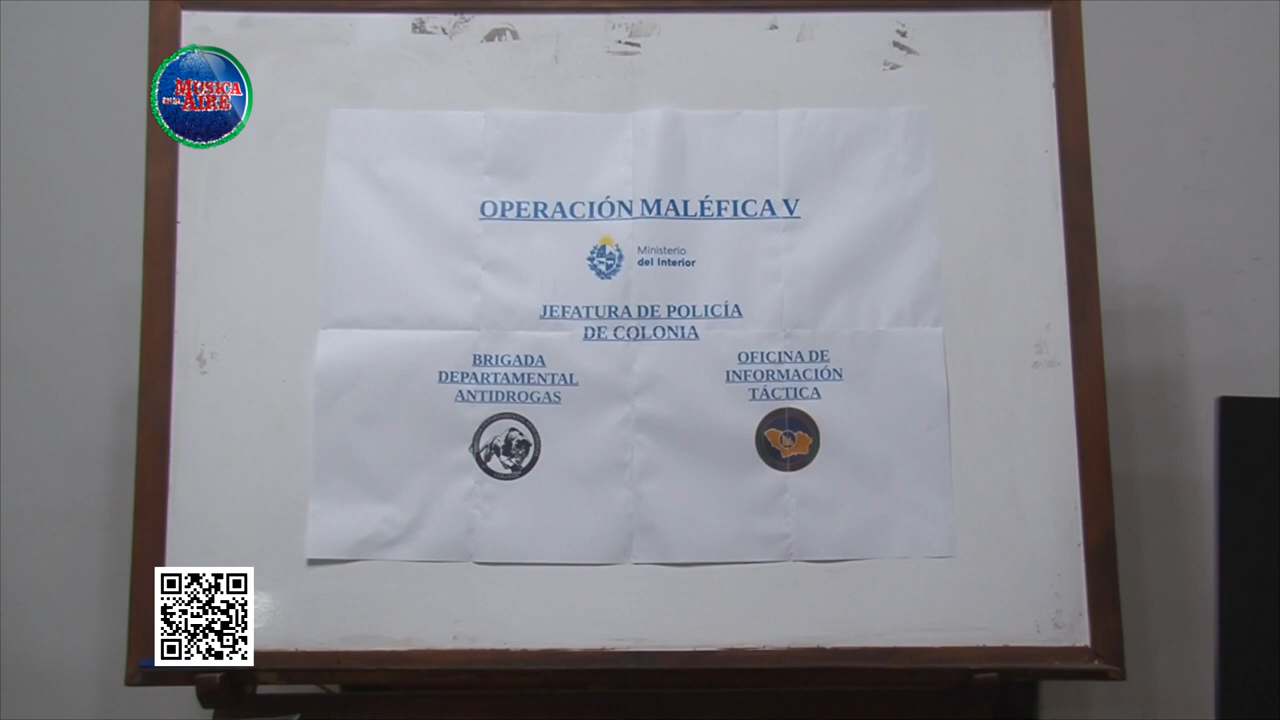 MUSICA
AIRE
OPERACIÓN MALÉFICA V
Ministerio
del Interior
JEFATURA DE POLICÍA
DE COLONIA
BRIGADA
DEPARTAMENTAL
ANTIDROGAS
OFICINA DE
INFORMACIÓN
TÁCTICA